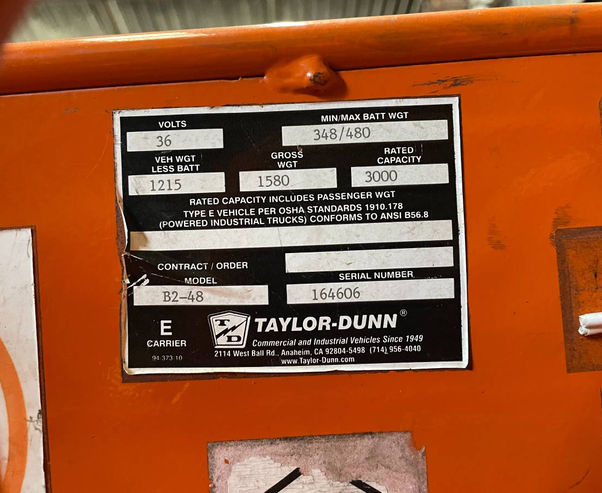 VOLTS
36
MIN/MAX BATT WGT
348/480
VEH WGT
LESS BATT
1215
GROSS
WGT
1580
RATED
CAPACITY
3000
RATED CAPACITY INCLUDES PASSENGER WGT
TYPE E VEHICLE PER OSHA STANDARDS 1910.178
(POWERED INDUSTRIAL TRUCKS) CONFORMS TO ANSI B56.8
CONTRACT / ORDER
MODEL
B2-48
SERIAL NUMBER
164606
E
CARRIER
94-373-10
T D
TAYLOR-DUNN®
Commercial and Industrial Vehicles Since 1949
2114 West Ball Rd., Anaheim, CA 92804-5498 (714) 956-4040
www.Taylor-Dunn.com